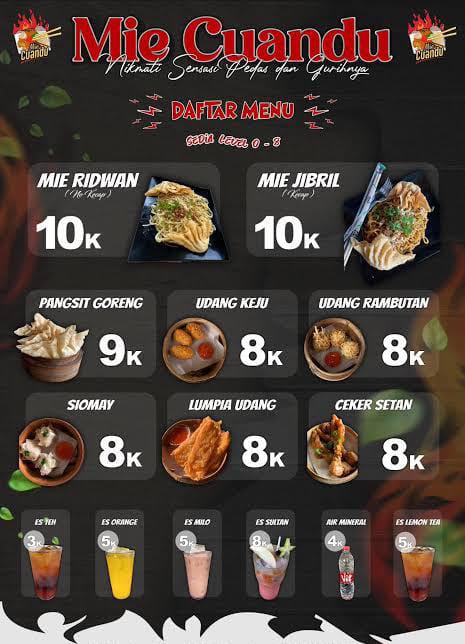 Mie Cuandu
Nikmati Sensasi Pedas dan Gurihnya
DAFTAR MENU
SEDIA LEVEL 0 - 8
MIE RIDWAN
(No Kecap)
10K
MIE JIBRIL
(Kecap)
10K
PANGSIT GORENG
9K
UDANG KEJU
8K
UDANG RAMBUTAN
8K
SIOMAY
8K
LUMPIA UDANG
8K
CEKER SETAN
8K
ES TEH
3K
ES ORANGE
5K
ES MILO
5K
ES SULTAN
8K
AIR MINERAL
4K
ES LEMON TEA
5K